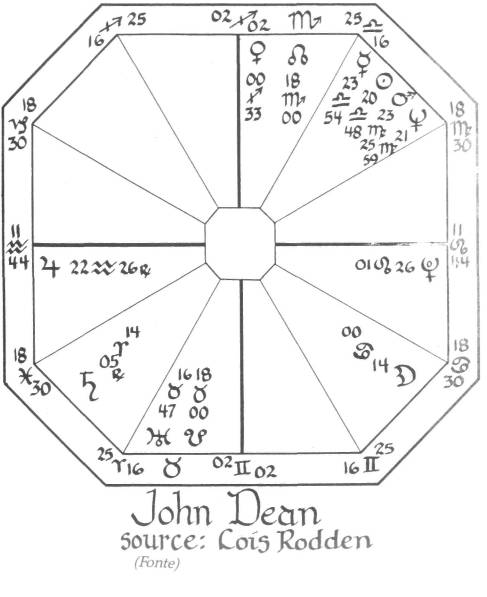 02 ♐ 02 ♏
25 ♎ 16
♀ 00 ♐ 33
☊ 18 ♏ 00
☿ 23 ♎ 54
☉ 20 ♎ 48
♂ 23 ♍ 25
21 ♍ 59
18 ♍ 30
11 ♌ 44
01 ♌ 26
18 ♋ 30
☽ 14 ♋ 00
25 ♊ 16
02 ♊ 02
♉
☋ 18 ♉ 00
♅ 16 ♉ 47
25 ♈ 16
♄ 05 ♈ 14 ℞
18 ♓ 30
♃ 22 ♒ 26 ℞
11 ♒ 44
18 ♑ 30
16 ♐ 25
John Dean
source: Lois Rodden
(Fonte)